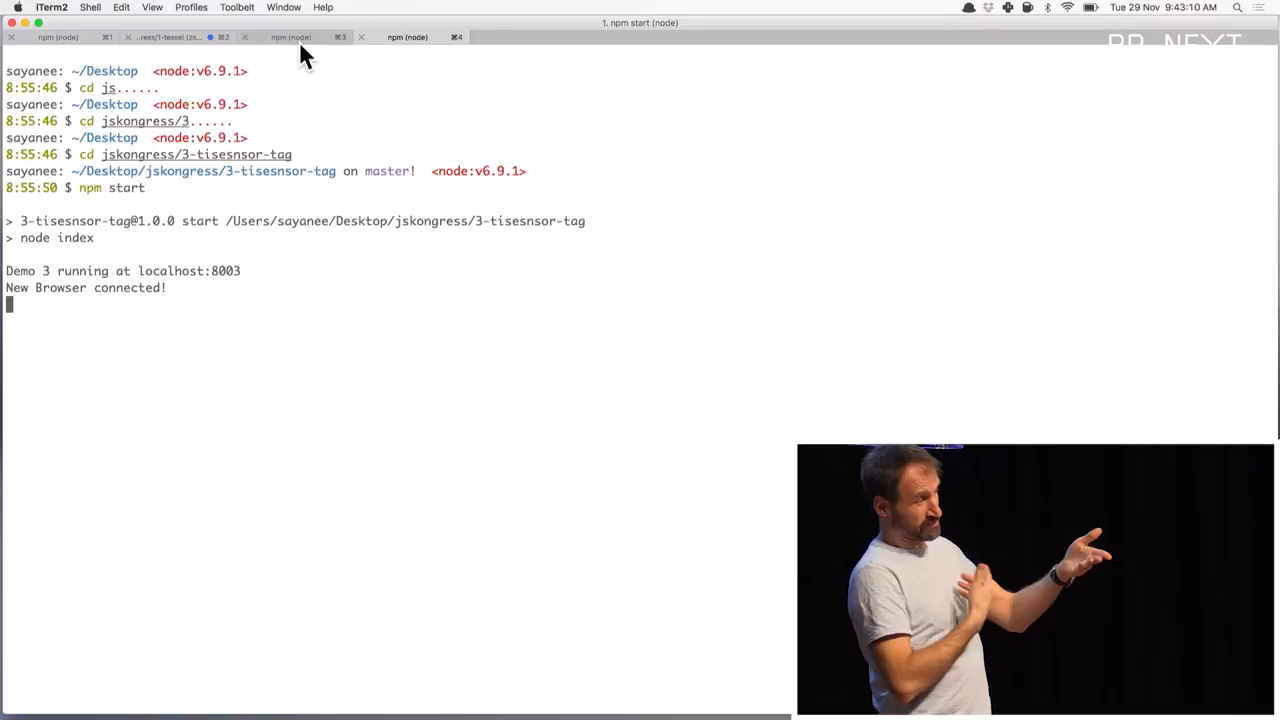 iTerm2 Shell Edit View Profiles Toolbelt Window Help Tue 29 Nov 9:43:10 AM
1. npm start (node)
npm (node) ⌘1 ..ress/1-tessel (zs... ⌘2 npm (node) ⌘3 npm (node) ⌘4
sayanee: ~/Desktop <node:v6.9.1>
8:55:46 $ cd js......
sayanee: ~/Desktop <node:v6.9.1>
8:55:46 $ cd jskongress/3......
sayanee: ~/Desktop <node:v6.9.1>
8:55:46 $ cd jskongress/3-tisesnsor-tag
sayanee: ~/Desktop/jskongress/3-tisesnsor-tag on master! <node:v6.9.1>
8:55:50 $ npm start
> 3-tisesnsor-tag@1.0.0 start /Users/sayanee/Desktop/jskongress/3-tisesnsor-tag
> node index
Demo 3 running at localhost:8003
New Browser connected!